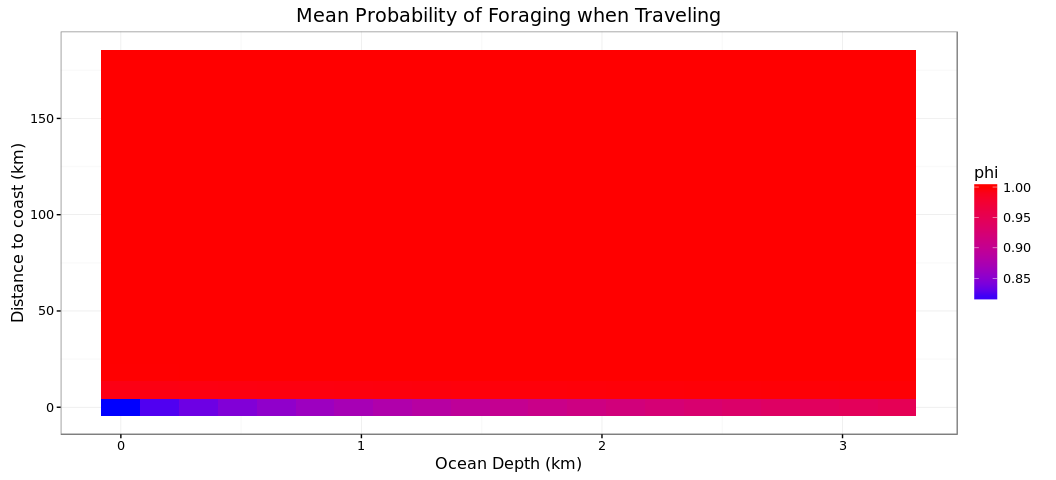 Mean Probability of Foraging when Traveling
Distance to coast (km)
150
100
50
0
0 1 2 3
Ocean Depth (km)
phi
1.00
0.95
0.90
0.85